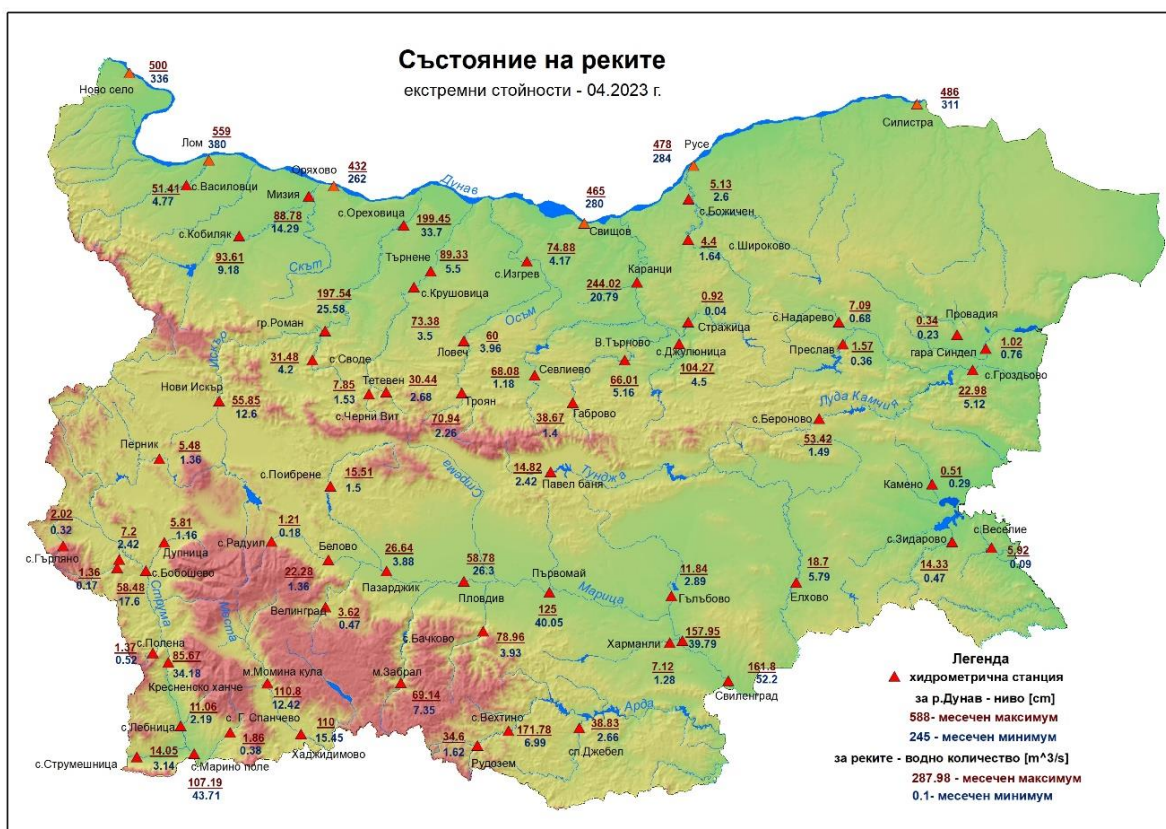 Състояние на реките
екстремни стойности - 04.2023 г.
500
336
Ново село
486
311
Силистра
559
380
Лом
478
284
Русе
432
262
Оряхово
465
280
Свищов
Дунав
51.41
4.77
с.Василовци
Мизия
88.78
14.29
с.Ореховица
199.45
33.7
5.13
2.6
с.Божичен
с.Кобиляк
93.61
9.18
Скът
Търнене
89.33
5.5
74.88
4.17
с.Изгрев
4.4
1.64
с.Широково
с.Крушовица
244.02
20.79
Каранци
197.54
25.58
гр.Роман
73.38
3.5
Осъм
60
3.96
Ловеч
0.92
0.04
Стражица
с.Надарево
7.09
0.68
0.34
0.23
Провадия
Искър
31.48
4.2
с.Своде
В.Търново
с.Джулюница
104.27
4.5
Преслав
1.57
0.36
гара Синдел
1.02
0.76
с.Гроздьово
22.98
5.12
Нови Искър
55.85
12.6
7.85
1.53
Тетевен
30.44
2.68
с.Черни Вит
Троян
70.94
2.26
Севлиево
68.08
1.18
66.01
5.16
Габрово
38.67
1.4
Луда Камчия
с.Бероново
53.42
1.49
Перник
5.48
1.36
с.Поибрене
15.51
1.5
Стряма
14.82
2.42
Павел баня
Тунджа
0.51
0.29
Камено
2.02
0.32
с.Гърляно
7.2
2.42
5.81
1.16
Дупница
1.21
0.18
с.Радуил
Белово
22.28
1.36
26.64
3.88
Пазарджик
58.78
26.3
Пловдив
Първомай
125
40.05
Марица
11.84
2.89
Гълъбово
18.7
5.79
Елхово
с.Зидарово
14.33
0.47
с.Веселие
5.92
0.09
1.36
0.17
58.48
17.6
с.Бобошево
Струма
Места
Велинград
3.62
0.47
с.Бачково
78.96
3.93
Харманли
157.95
39.79
7.12
1.28
161.8
52.2
Свиленград
с.Полена
1.37
0.52
85.67
34.18
Кресненско ханче
м.Момина кула
110.8
12.42
м.Забрал
69.14
7.35
11.06
2.19
с.Лебница
с. Г. Спанчево
1.86
0.38
110
15.45
Хаджидимово
с.Вехтино
171.78
6.99
38.83
2.66
сп.Джебел
Арда
34.6
1.62
Рудозем
с.Струмешница
14.05
3.14
с.Марино поле
107.19
43.71
Легенда
хидрометрична станция
за р.Дунав - ниво [cm]
588- месечен максимум
245 - месечен минимум
за реките - водно количество [m^3/s]
287.98 - месечен максимум
0.1- месечен минимум